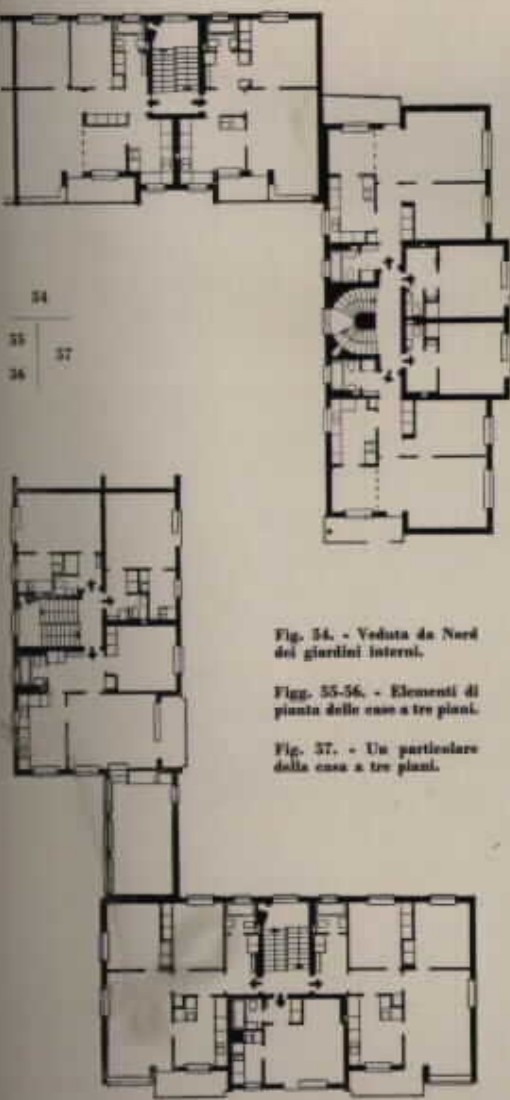 54
55
56
57
Fig. 54. - Veduta da Nord
dei giardini interni.
Figg. 55-56. - Elementi di
pianta delle case a tre piani.
Fig. 57. - Un particolare
della casa a tre piani.